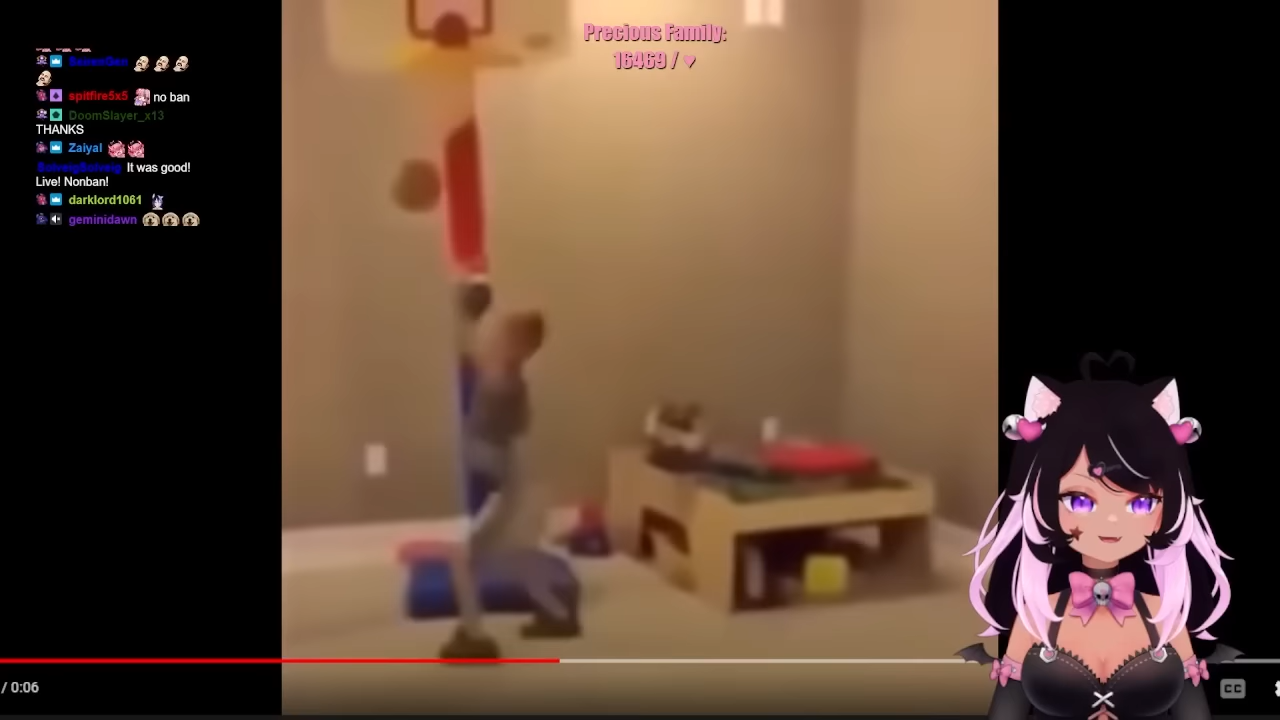 Precious Family:
16469 / ♥
spitfire5x5 no ban
DoomSlayer_x13
THANKS
Zaiyal
It was good!
Live! Nonban!
darklord1061
geminidawn
/ 0:06
CC